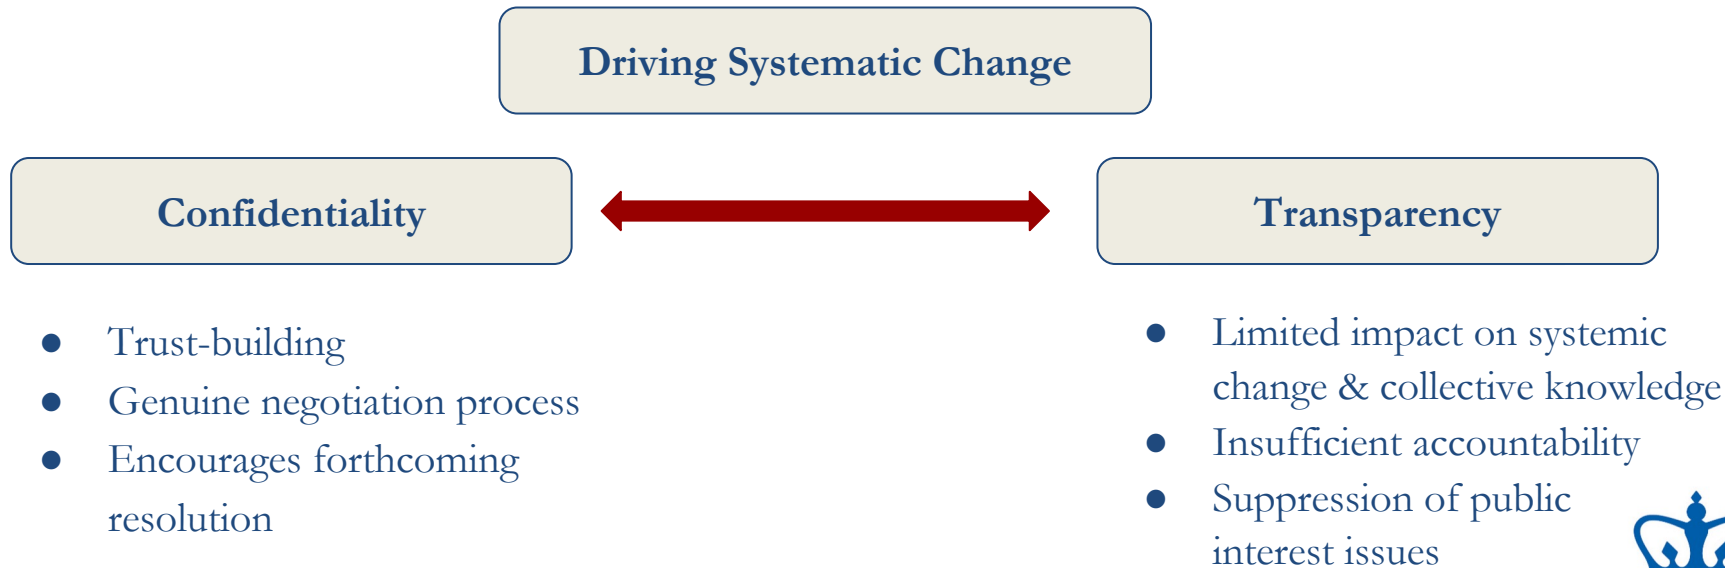 Driving Systematic Change
Confidentiality
Transparency
● Trust-building
● Genuine negotiation process
● Encourages forthcoming
resolution
● Limited impact on systemic
change & collective knowledge
● Insufficient accountability
● Suppression of public
interest issues